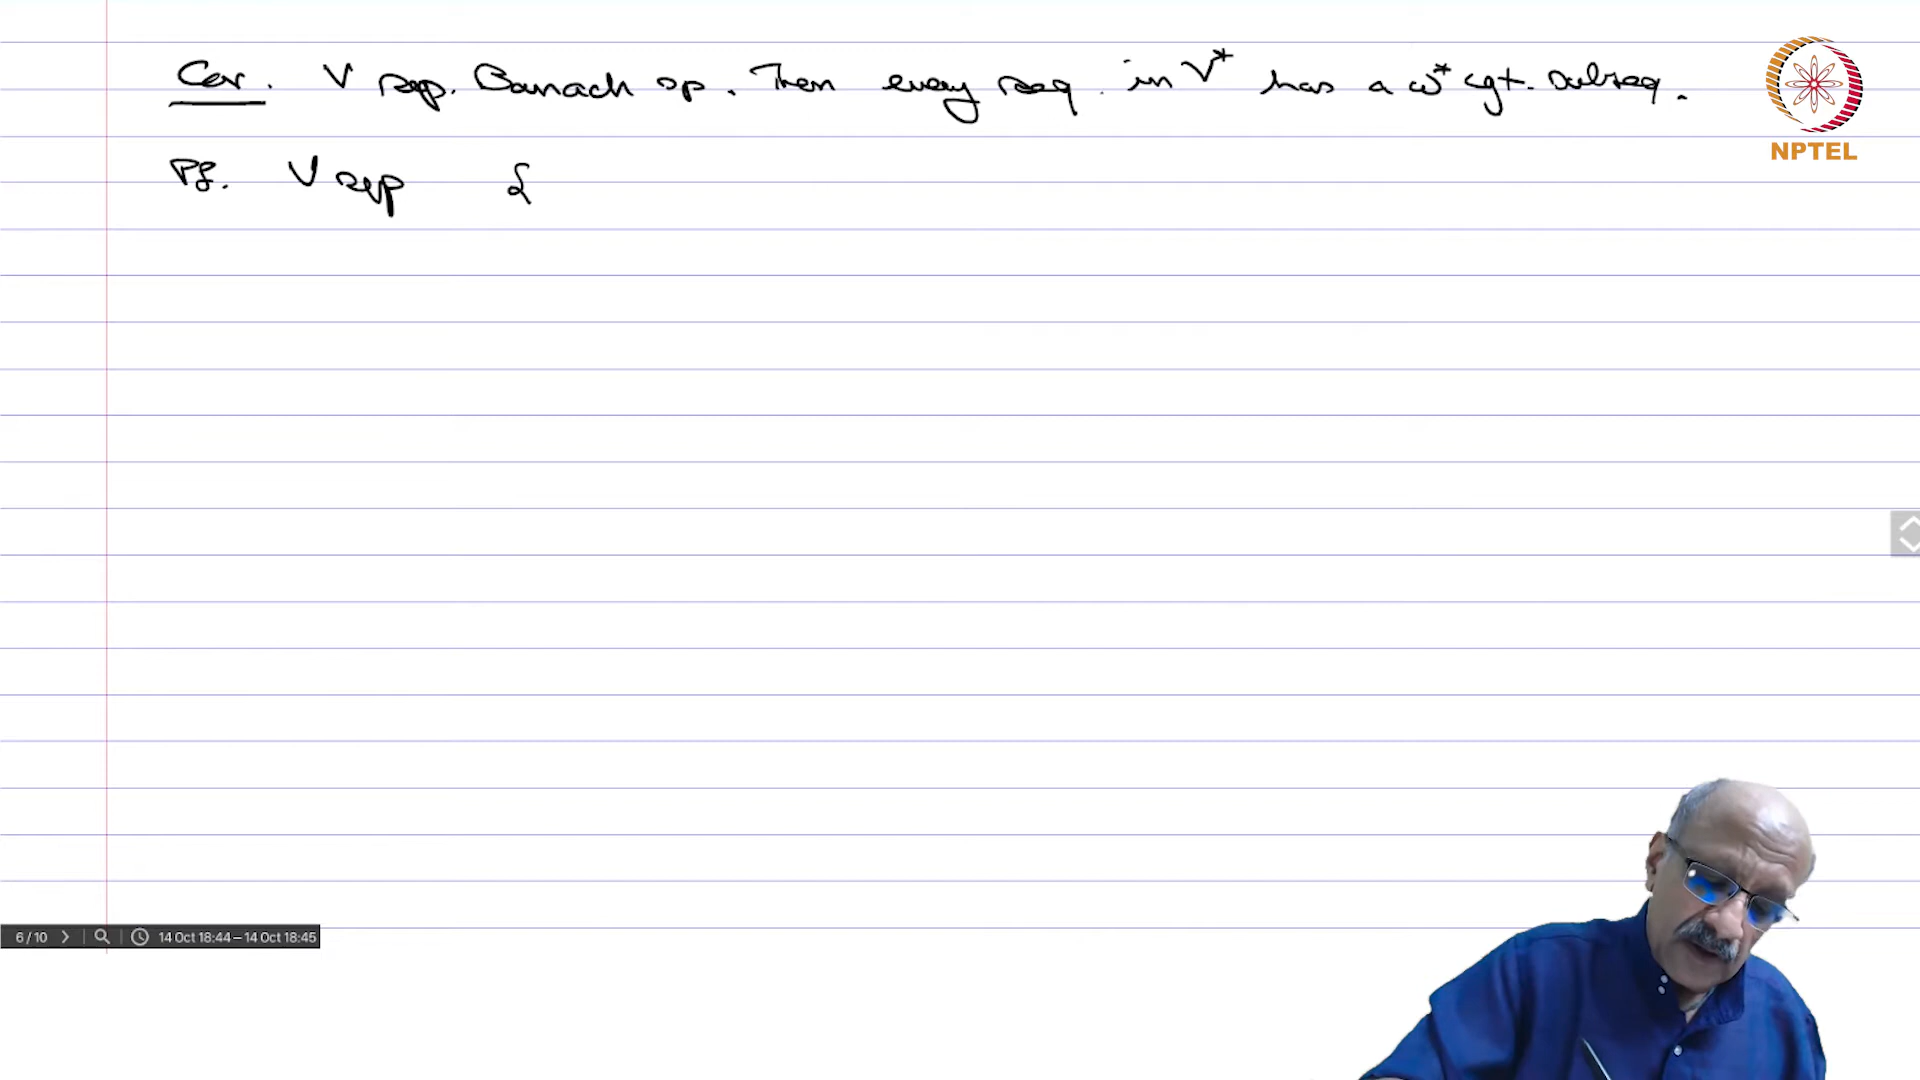 Cor. V sep. Banach sp. Then every seq. in V* has a w* cgt. subseq.
Pf. V sep {
NPTEL
6 / 10
14 Oct 18:44 – 14 Oct 18:45